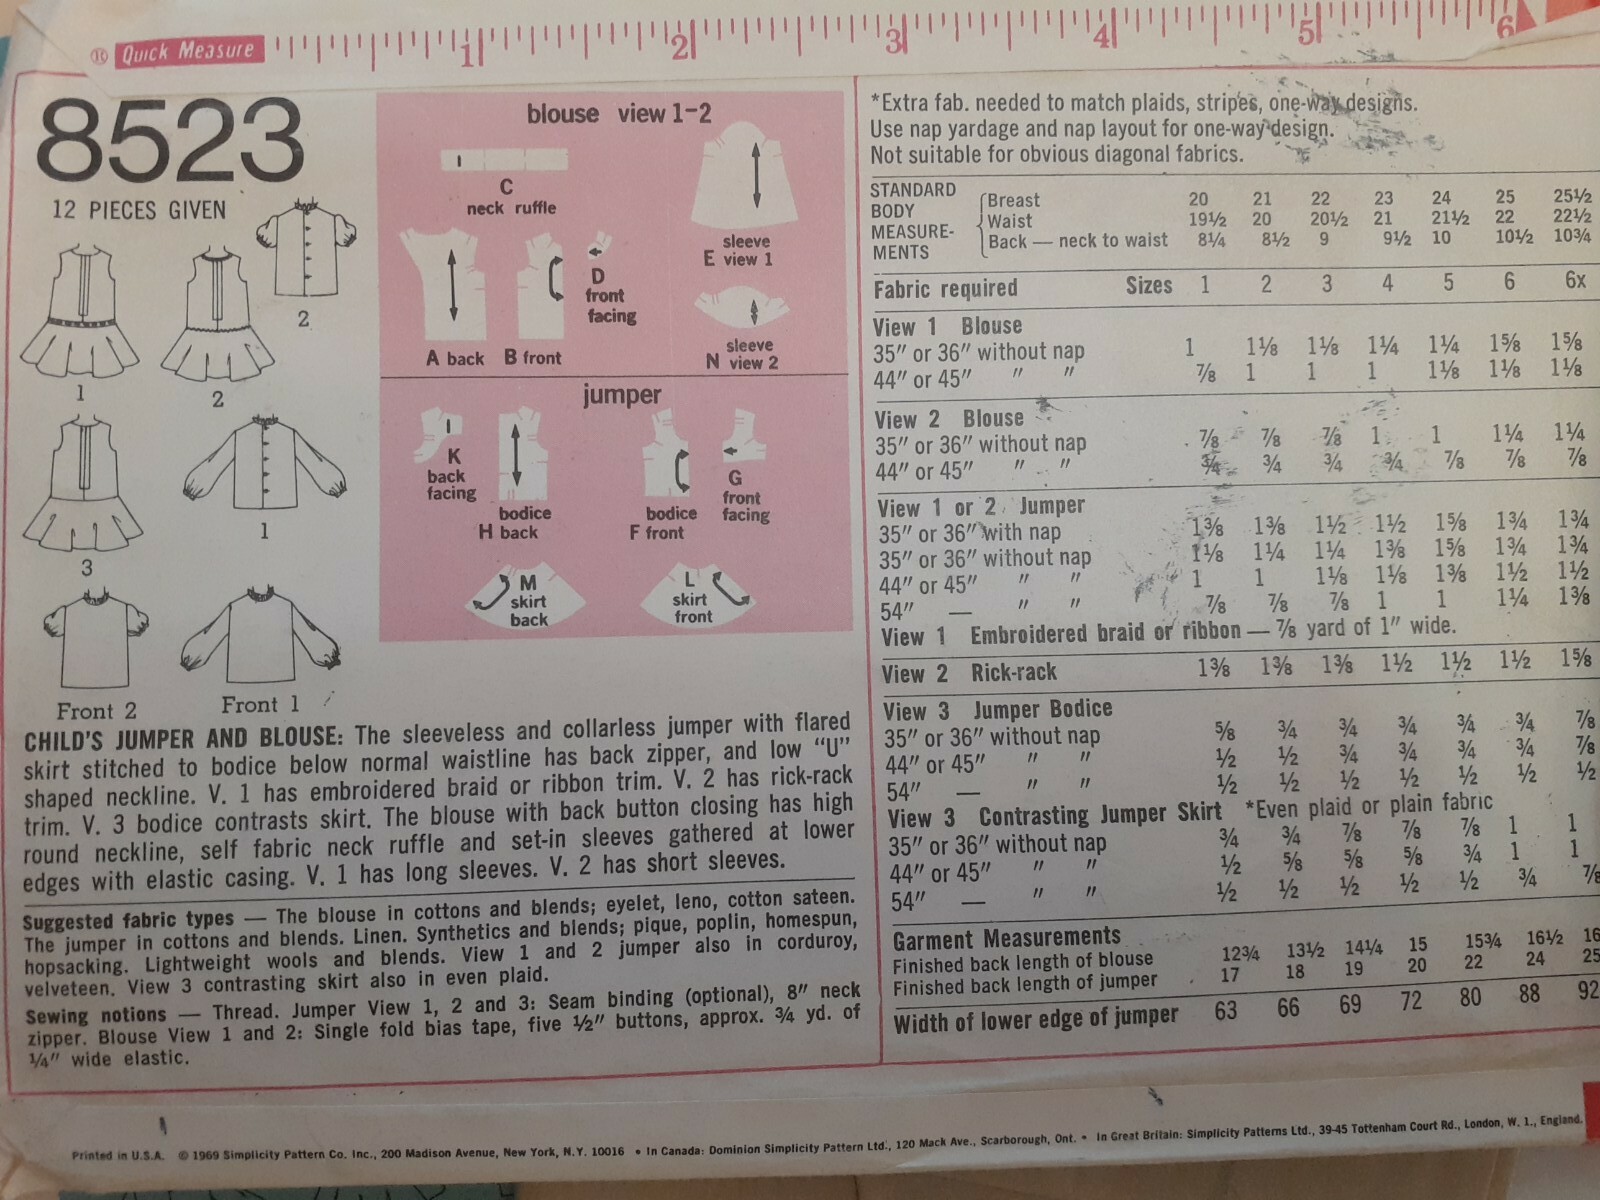 Quick Measure 1 2 3 4 5 6
8523
12 PIECES GIVEN
2
1
2
3
1
Front 2
Front 1
blouse view 1-2
C
neck ruffle
A back
B front
D
front
facing
sleeve
E view 1
sleeve
N view 2
jumper
K
back
facing
bodice
H back
bodice
F front
G
front
facing
M
skirt
back
L
skirt
front
CHILD'S JUMPER AND BLOUSE: The sleeveless and collarless jumper with flared
skirt stitched to bodice below normal waistline has back zipper, and low "U"
shaped neckline. V. 1 has embroidered braid or ribbon trim. V. 2 has rick-rack
trim. V. 3 bodice contrasts skirt. The blouse with back button closing has high
round neckline, self fabric neck ruffle and set-in sleeves gathered at lower
edges with elastic casing. V. 1 has long sleeves. V. 2 has short sleeves.
Suggested fabric types — The blouse in cottons and blends; eyelet, leno, cotton sateen.
The jumper in cottons and blends. Linen. Synthetics and blends; pique, poplin, homespun,
hopsacking. Lightweight wools and blends. View 1 and 2 jumper also in corduroy,
velveteen. View 3 contrasting skirt also in even plaid.
Sewing notions — Thread. Jumper View 1, 2 and 3: Seam binding (optional), 8" neck
zipper. Blouse View 1 and 2: Single fold bias tape, five ½" buttons, approx. ¾ yd. of
¼" wide elastic.
*Extra fab. needed to match plaids, stripes, one-way designs.
Use nap yardage and nap layout for one-way design.
Not suitable for obvious diagonal fabrics.
STANDARD BODY MEASURE-MENTS
Breast 20 21 22 23 24 25 25½
Waist 19½ 20 20½ 21 21½ 22 22½
Back — neck to waist 8¼ 8½ 9 9½ 10 10½ 10¾
Fabric required Sizes 1 2 3 4 5 6 6x
View 1 Blouse
35" or 36" without nap 1 1⅛ 1⅛ 1¼ 1¼ 1⅝ 1⅝
44" or 45" " " ⅞ 1 1 1 1⅛ 1⅛ 1⅛
View 2 Blouse
35" or 36" without nap ⅞ ⅞ ⅞ 1 1 1¼ 1¼
44" or 45" " " ¾ ¾ ¾ ¾ ⅞ ⅞ ⅞
View 1 or 2 Jumper
35" or 36" with nap 1⅜ 1⅜ 1½ 1½ 1⅝ 1¾ 1¾
35" or 36" without nap 1⅛ 1¼ 1¼ 1⅜ 1⅝ 1¾ 1¾
44" or 45" " " 1 1 1⅛ 1⅛ 1⅜ 1½ 1½
54" — " " ⅞ ⅞ ⅞ 1 1 1¼ 1⅜
View 1 Embroidered braid or ribbon — ⅞ yard of 1" wide.
View 2 Rick-rack 1⅜ 1⅜ 1⅜ 1½ 1½ 1½ 1⅝
View 3 Jumper Bodice
35" or 36" without nap ⅝ ¾ ¾ ¾ ¾ ¾ ⅞
44" or 45" " " ½ ½ ¾ ¾ ¾ ¾ ⅞
54" — " " ½ ½ ½ ½ ½ ½ ½
View 3 Contrasting Jumper Skirt *Even plaid or plain fabric
35" or 36" without nap ¾ ¾ ⅞ ⅞ ⅞ 1 1
44" or 45" " " ½ ⅝ ⅝ ⅝ ¾ 1 1
54" — " " ½ ½ ½ ½ ½ ¾ ⅞
Garment Measurements
Finished back length of blouse 12¾ 13½ 14¼ 15 15¾ 16½ 16
Finished back length of jumper 17 18 19 20 22 24 25
Width of lower edge of jumper 63 66 69 72 80 88 92
Printed in U.S.A. © 1969 Simplicity Pattern Co. Inc., 200 Madison Avenue, New York, N.Y. 10016 • In Canada: Dominion Simplicity Pattern Ltd., 120 Mack Ave., Scarborough, Ont. • In Great Britain: Simplicity Patterns Ltd., 39-45 Tottenham Court Rd., London, W. 1., England.